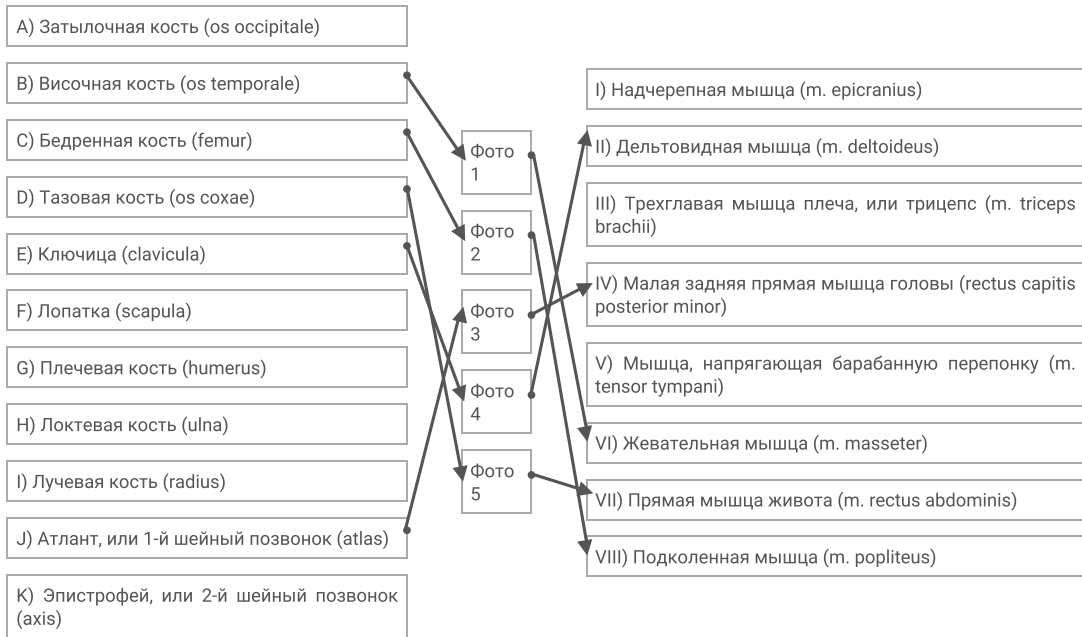 A) Затылочная кость (os occipitale)
B) Височная кость (os temporale)
C) Бедренная кость (femur)
D) Тазовая кость (os coxae)
E) Ключица (clavicula)
F) Лопатка (scapula)
G) Плечевая кость (humerus)
H) Локтевая кость (ulna)
I) Лучевая кость (radius)
J) Атлант, или 1-й шейный позвонок (atlas)
K) Эпистрофей, или 2-й шейный позвонок
(axis)
Фото
1
Фото
2
Фото
3
Фото
4
Фото
5
I) Надчерепная мышца (m. epicranius)
II) Дельтовидная мышца (m. deltoideus)
III) Трехглавая мышца плеча, или трицепс (m. triceps
brachii)
IV) Малая задняя прямая мышца головы (rectus capitis
posterior minor)
V) Мышца, напрягающая барабанную перепонку (m.
tensor tympani)
VI) Жевательная мышца (m. masseter)
VII) Прямая мышца живота (m. rectus abdominis)
VIII) Подколенная мышца (m. popliteus)